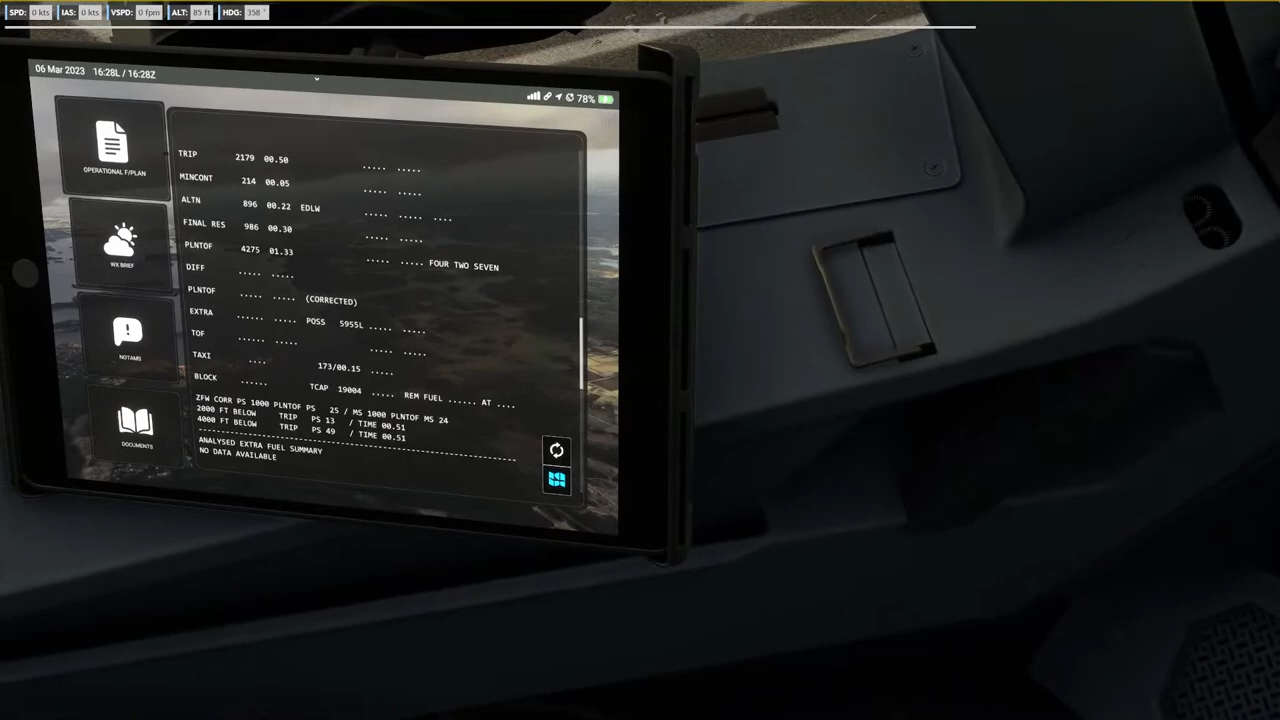 SPD: 0 kts IAS: 0 kts VSPD: 0 fpm ALT: 85 ft HDG: 358 °
06 Mar 2023 16:28L / 16:28Z
78%
OPERATIONAL F/PLAN
WX BRIEF
NOTAMS
DOCUMENTS
TRIP 2179 00.50 ..... .....
MINCONT 214 00.05 ..... .....
ALTN 896 00.22 EDLW ..... ..... ....
FINAL RES 986 00.30 ..... .....
PLNTOF 4275 01.33 ..... ..... FOUR TWO SEVEN
DIFF ..... .....
PLNTOF ..... ..... (CORRECTED)
EXTRA ...... ..... POSS 5955L ..... .....
TOF ...... ..... ..... .....
TAXI .... 173/00.15 .....
BLOCK ...... TCAP 19004 ..... REM FUEL ...... AT ....
ZFW CORR PS 1000 PLNTOF PS 25 / MS 1000 PLNTOF MS 24
2000 FT BELOW TRIP PS 13 / TIME 00.51
4000 FT BELOW TRIP PS 49 / TIME 00.51
----------------------------------------------------------------
ANALYSED EXTRA FUEL SUMMARY
NO DATA AVAILABLE